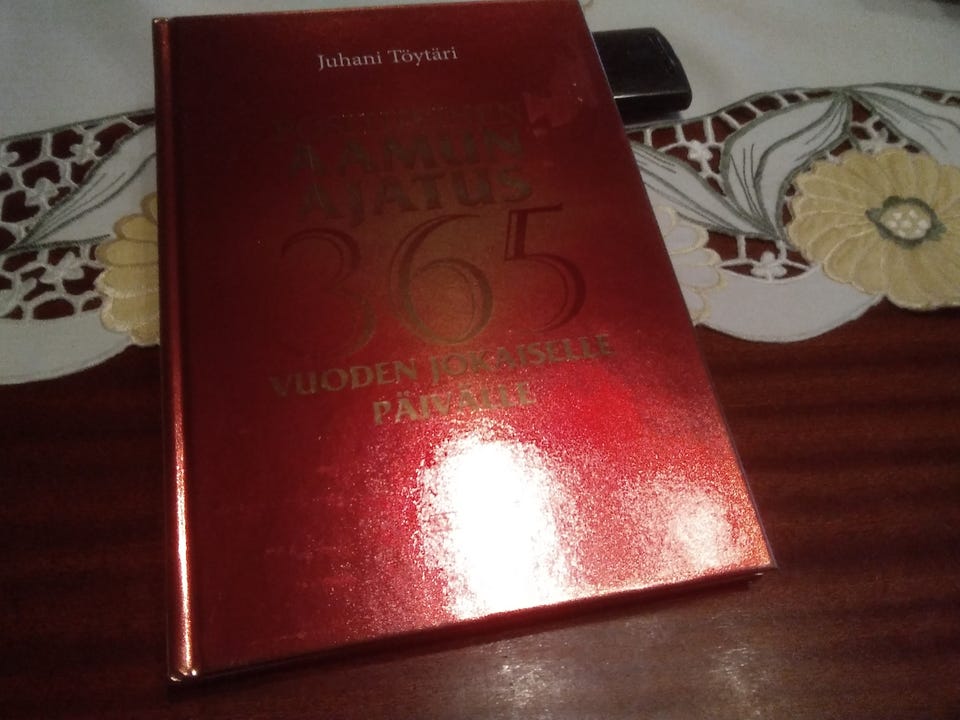 Juhani Töytäri
AAMUN
AJATUS
365
VUODEN JOKAISELLE
PÄIVÄLLE